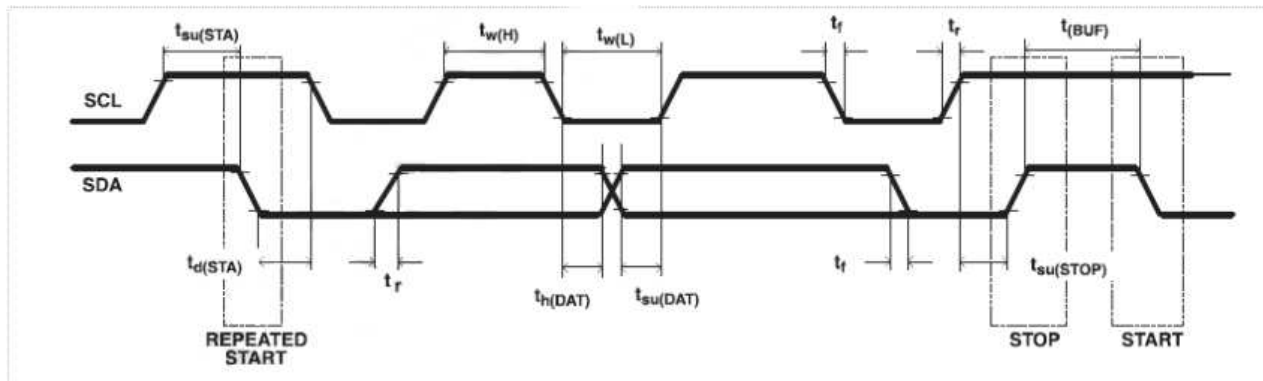 tsu(STA)
tw(H)
tw(L)
tf
tr
t(BUF)
SCL
SDA
td(STA)
tr
th(DAT)
tsu(DAT)
tf
tsu(STOP)
REPEATED
START
STOP
START